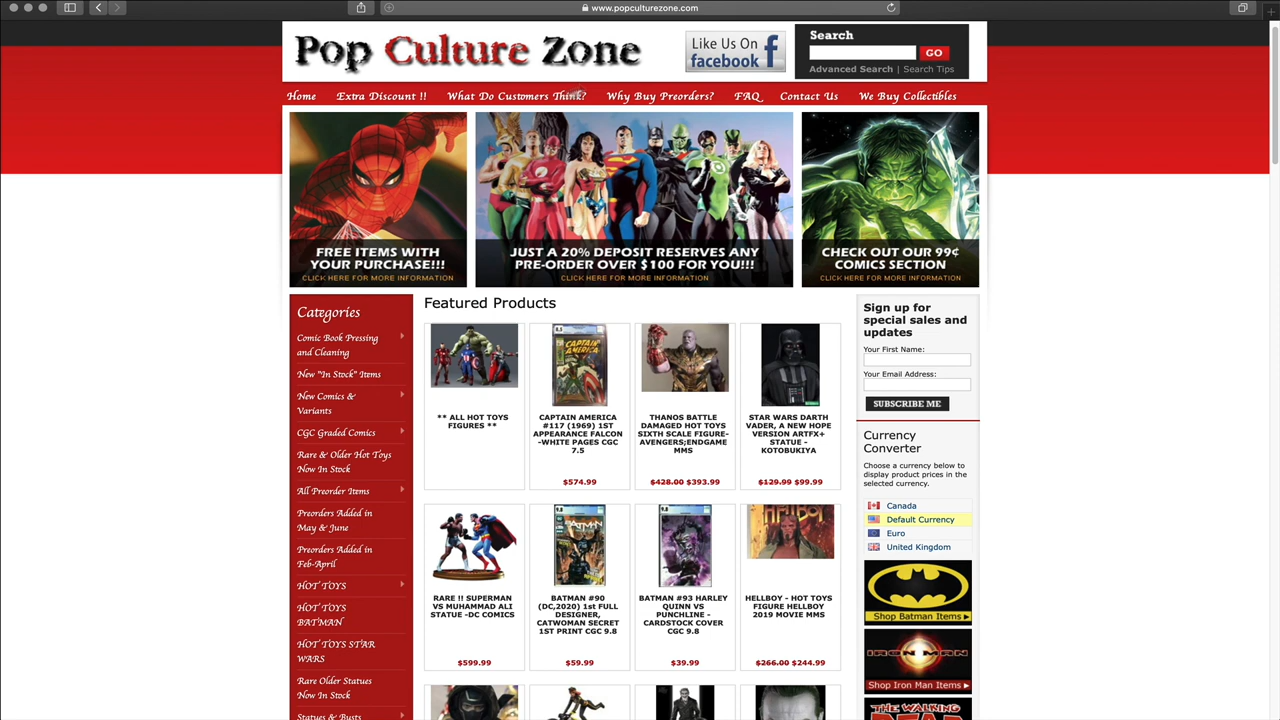 www.popculturezone.com
Pop Culture Zone
Like Us On
facebook
Search
GO
Advanced Search | Search Tips
Home
Extra Discount !!
What Do Customers Think?
Why Buy Preorders?
FAQ
Contact Us
We Buy Collectibles
FREE ITEMS WITH
YOUR PURCHASE!!!
CLICK HERE FOR MORE INFORMATION
JUST A 20% DEPOSIT RESERVES ANY
PRE-ORDER OVER $100 FOR YOU!!!
CLICK HERE FOR MORE INFORMATION
CHECK OUT OUR 99¢
COMICS SECTION
CLICK HERE FOR MORE INFORMATION
Categories
Comic Book Pressing
and Cleaning
New "In Stock" Items
New Comics &
Variants
CGC Graded Comics
Rare & Older Hot Toys
Now In Stock
All Preorder Items
Preorders Added in
May & June
Preorders Added in
Feb-April
HOT TOYS
HOT TOYS
BATMAN
HOT TOYS STAR
WARS
Rare Older Statues
Now In Stock
Statues & Busts
Featured Products
** ALL HOT TOYS
FIGURES **
CAPTAIN AMERICA
#117 (1969) 1ST
APPEARANCE FALCON
-WHITE PAGES CGC
7.5
$574.99
THANOS BATTLE
DAMAGED HOT TOYS
SIXTH SCALE FIGURE-
AVENGERS;ENDGAME
MMS
$428.00 $393.99
STAR WARS DARTH
VADER, A NEW HOPE
VERSION ARTFX+
STATUE -
KOTOBUKIYA
$129.99 $99.99
RARE !! SUPERMAN
VS MUHAMMAD ALI
STATUE -DC COMICS
$599.99
BATMAN #90
(DC,2020) 1st FULL
DESIGNER,
CATWOMAN SECRET
1ST PRINT CGC 9.8
$59.99
BATMAN #93 HARLEY
QUINN VS
PUNCHLINE -
CARDSTOCK COVER
CGC 9.8
$39.99
HELLBOY
HELLBOY - HOT TOYS
FIGURE HELLBOY
2019 MOVIE MMS
$266.00 $244.99
Sign up for
special sales and
updates
Your First Name:
Your Email Address:
SUBSCRIBE ME
Currency
Converter
Choose a currency below to
display product prices in the
selected currency.
Canada
Default Currency
Euro
United Kingdom
Shop Batman Items
IRON MAN
Shop Iron Man Items
THE WALKING
DEAD